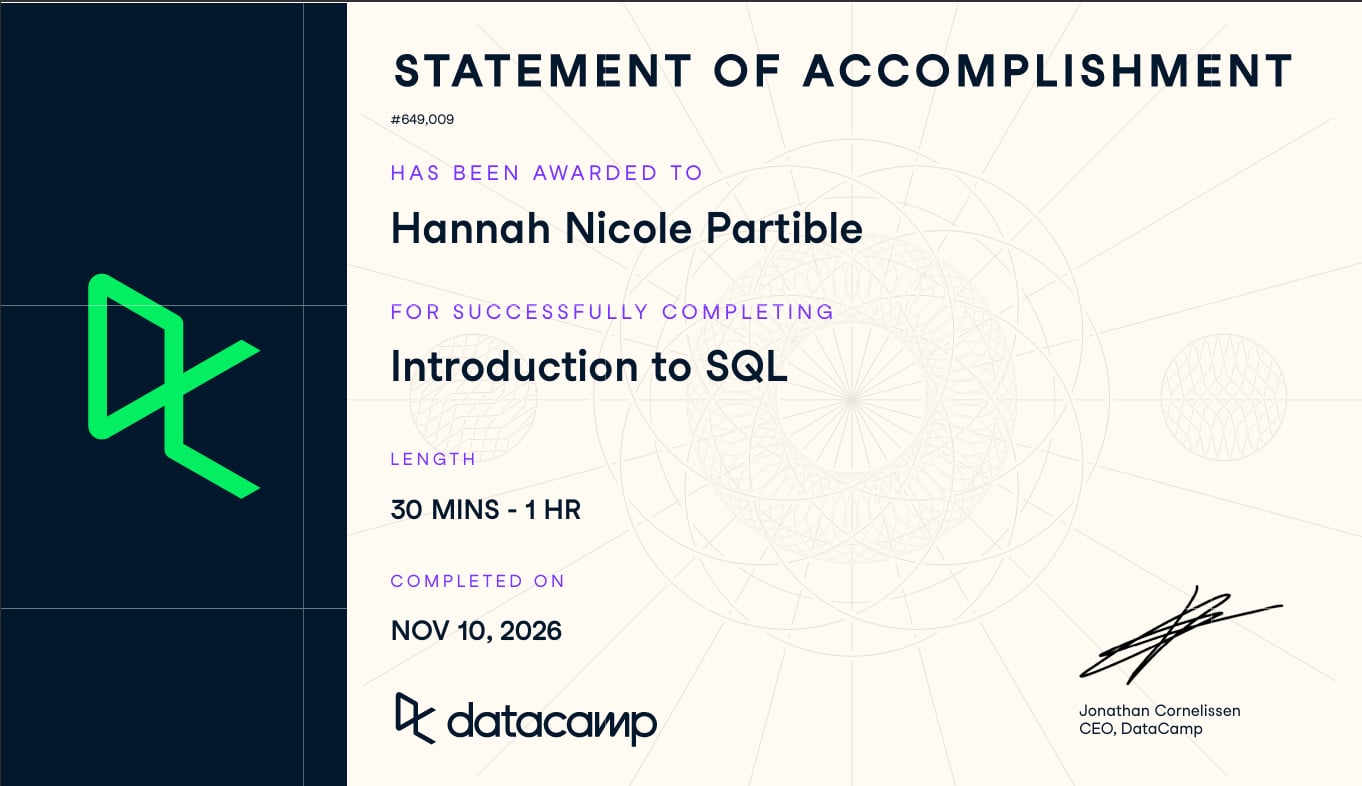 STATEMENT OF ACCOMPLISHMENT
#649,009
HAS BEEN AWARDED TO
Hannah Nicole Partible
FOR SUCCESSFULLY COMPLETING
Introduction to SQL
LENGTH
30 MINS - 1 HR
COMPLETED ON
NOV 10, 2026
datacamp
Jonathan Cornelissen
CEO, DataCamp